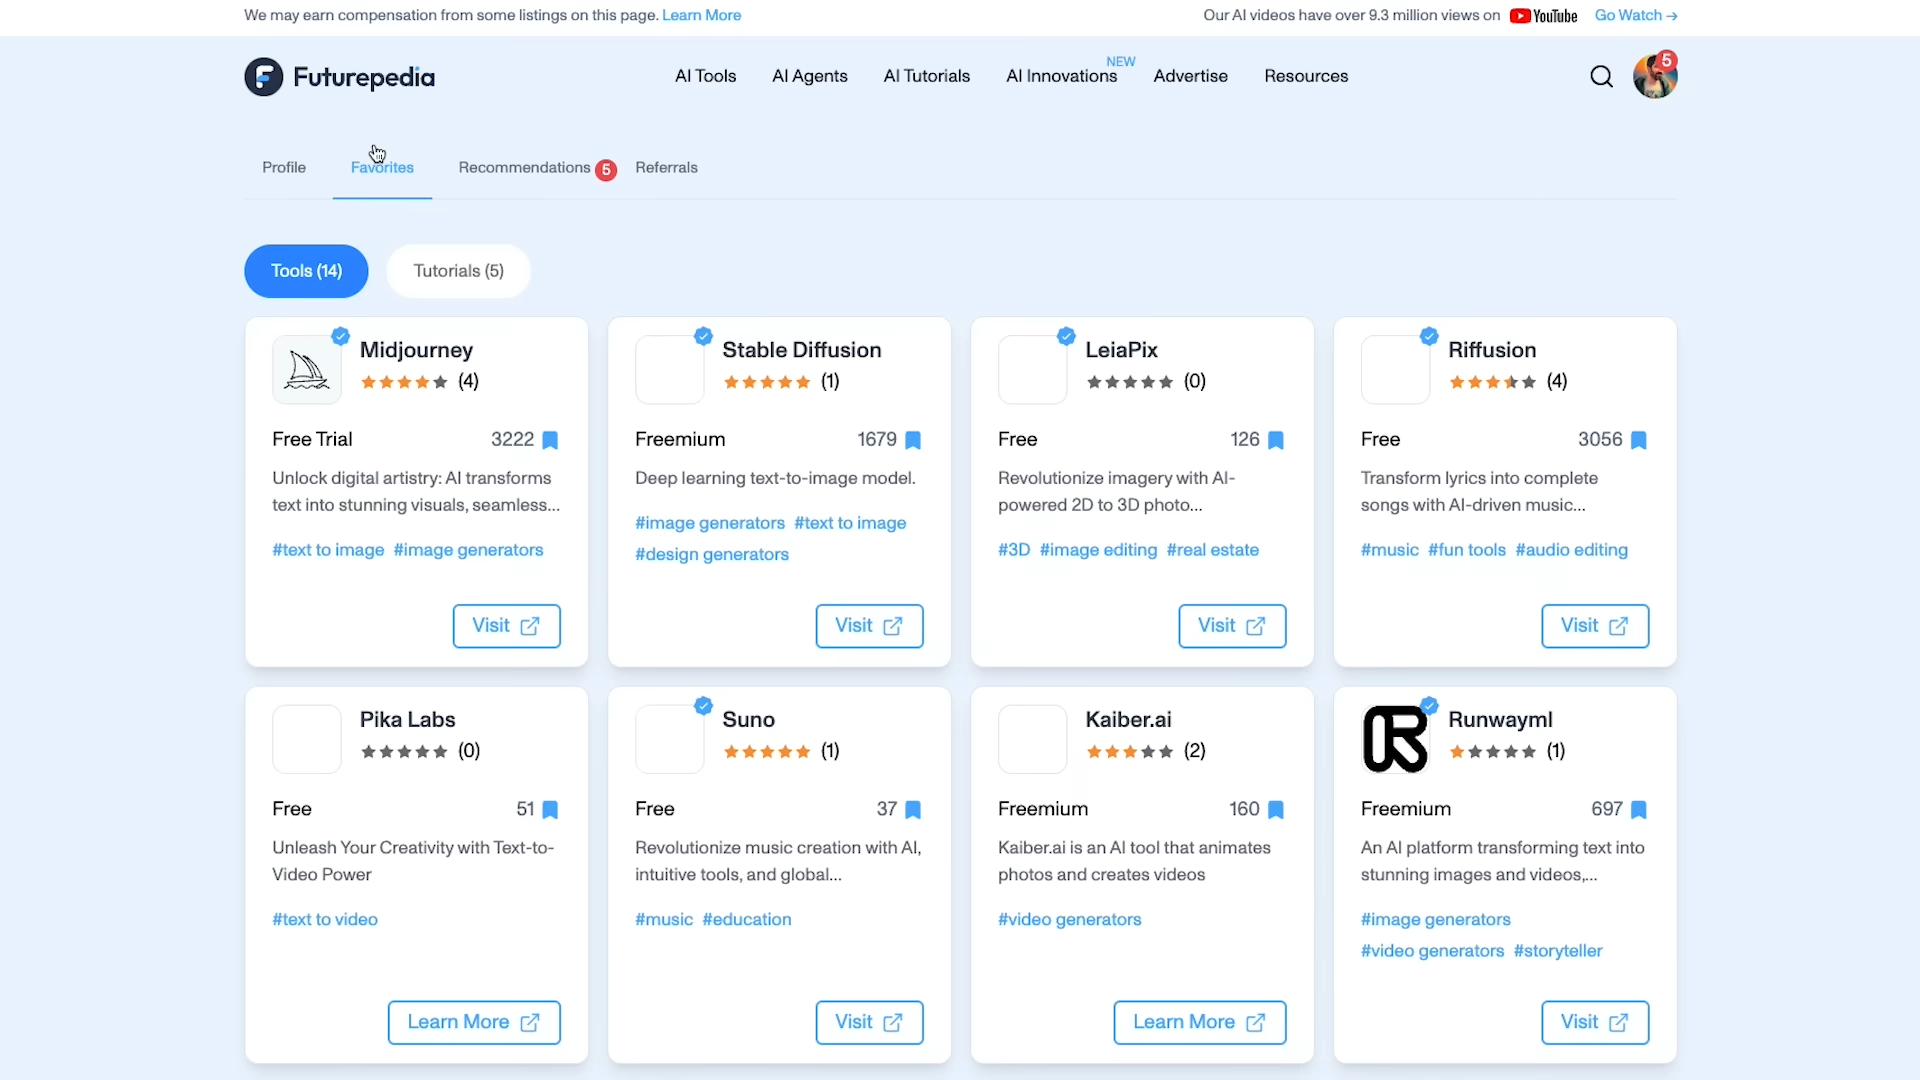 We may earn compensation from some listings on this page. Learn More
Our AI videos have over 9.3 million views on YouTube Go Watch →
Futurepedia
AI Tools AI Agents AI Tutorials AI Innovations NEW Advertise Resources
5
Profile Favorites Recommendations 5 Referrals
Tools (14) Tutorials (5)
Midjourney
(4)
Free Trial 3222
Unlock digital artistry: AI transforms
text into stunning visuals, seamless...
#text to image #image generators
Visit
Stable Diffusion
(1)
Freemium 1679
Deep learning text-to-image model.
#image generators #text to image
#design generators
Visit
LeiaPix
(0)
Free 126
Revolutionize imagery with AI-
powered 2D to 3D photo...
#3D #image editing #real estate
Visit
Riffusion
(4)
Free 3056
Transform lyrics into complete
songs with AI-driven music...
#music #fun tools #audio editing
Visit
Pika Labs
(0)
Free 51
Unleash Your Creativity with Text-to-
Video Power
#text to video
Learn More
Suno
(1)
Free 37
Revolutionize music creation with AI,
intuitive tools, and global...
#music #education
Visit
Kaiber.ai
(2)
Freemium 160
Kaiber.ai is an AI tool that animates
photos and creates videos
#video generators
Learn More
Runwayml
(1)
Freemium 697
An AI platform transforming text into
stunning images and videos,...
#image generators
#video generators #storyteller
Visit